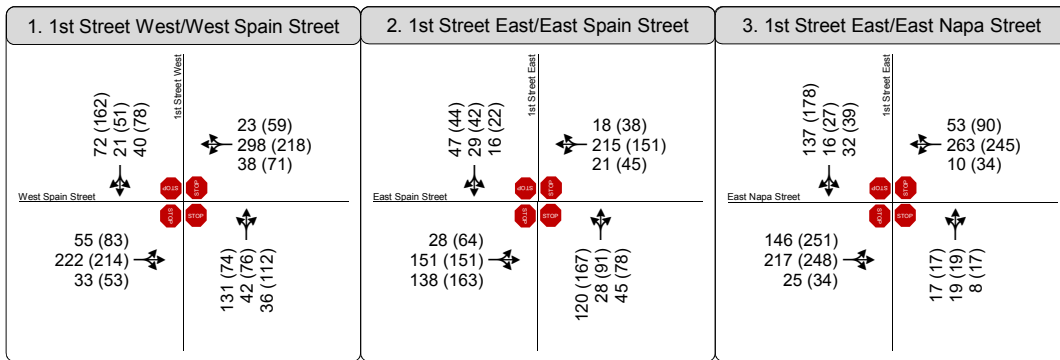 1. 1st Street West/West Spain Street
1st Street West
72 (162)
21 (51)
40 (78)
23 (59)
298 (218)
38 (71)
West Spain Street
STOP
STOP
STOP
STOP
55 (83)
222 (214)
33 (53)
131 (74)
42 (76)
36 (112)
2. 1st Street East/East Spain Street
1st Street East
47 (44)
29 (42)
16 (22)
18 (38)
215 (151)
21 (45)
East Spain Street
STOP
STOP
STOP
STOP
28 (64)
151 (151)
138 (163)
120 (167)
28 (91)
45 (78)
3. 1st Street East/East Napa Street
1st Street East
137 (178)
16 (27)
32 (39)
53 (90)
263 (245)
10 (34)
East Napa Street
STOP
STOP
STOP
STOP
146 (251)
217 (248)
25 (34)
17 (17)
19 (19)
8 (17)